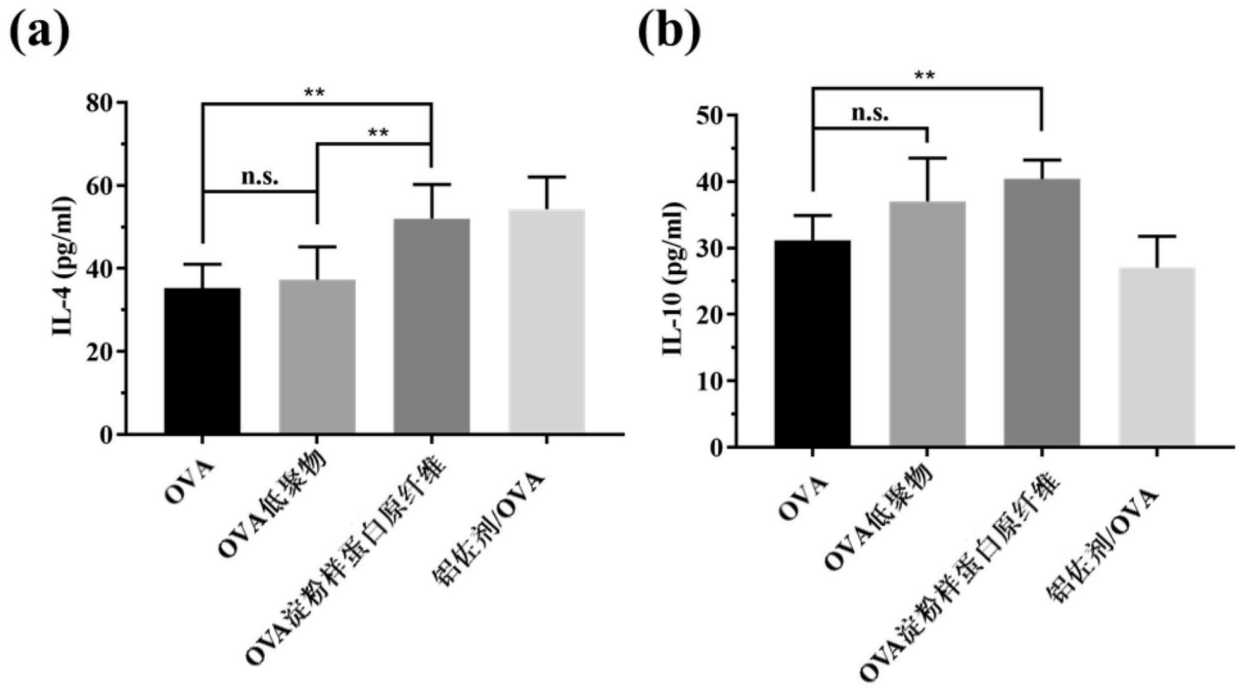 (a)
**
**
n.s.
80
60
40
20
0
IL-4 (pg/ml)
OVA
OVA低聚物
OVA淀粉样蛋白原纤维
铝佐剂/OVA
(b)
**
n.s.
50
40
30
20
10
0
IL-10 (pg/ml)
OVA
OVA低聚物
OVA淀粉样蛋白原纤维
铝佐剂/OVA